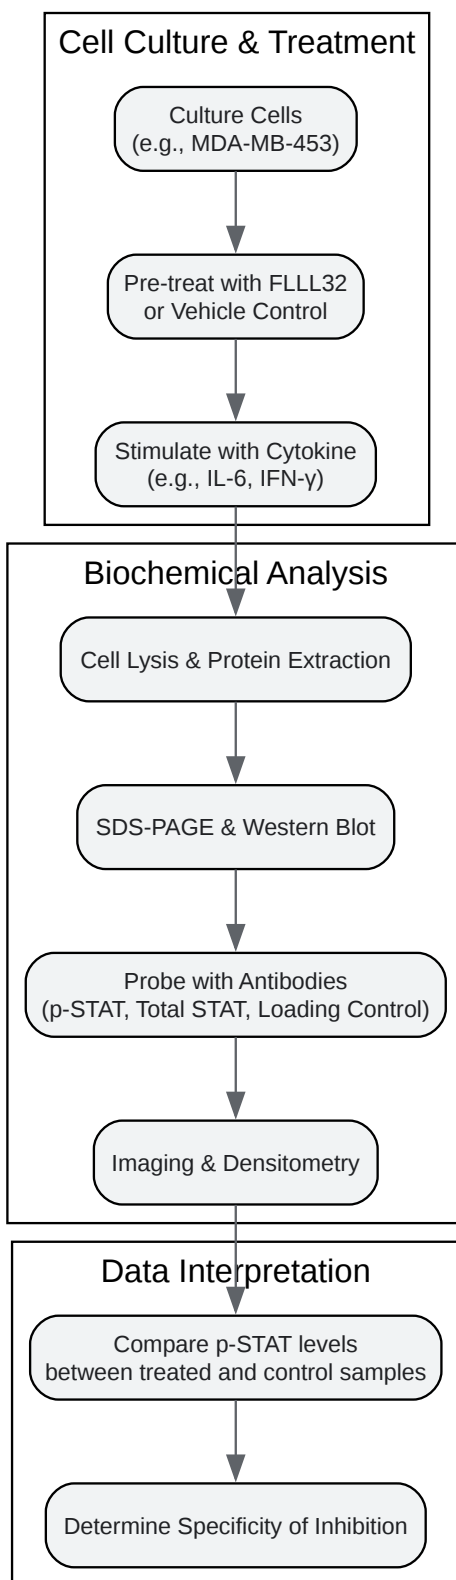 Cell Culture & Treatment
Culture Cells
(e.g., MDA-MB-453)
Pre-treat with FLLL32
or Vehicle Control
Stimulate with Cytokine
(e.g., IL-6, IFN-γ)
Biochemical Analysis
Cell Lysis & Protein Extraction
SDS-PAGE & Western Blot
Probe with Antibodies
(p-STAT, Total STAT, Loading Control)
Imaging & Densitometry
Data Interpretation
Compare p-STAT levels
between treated and control samples
Determine Specificity of Inhibition